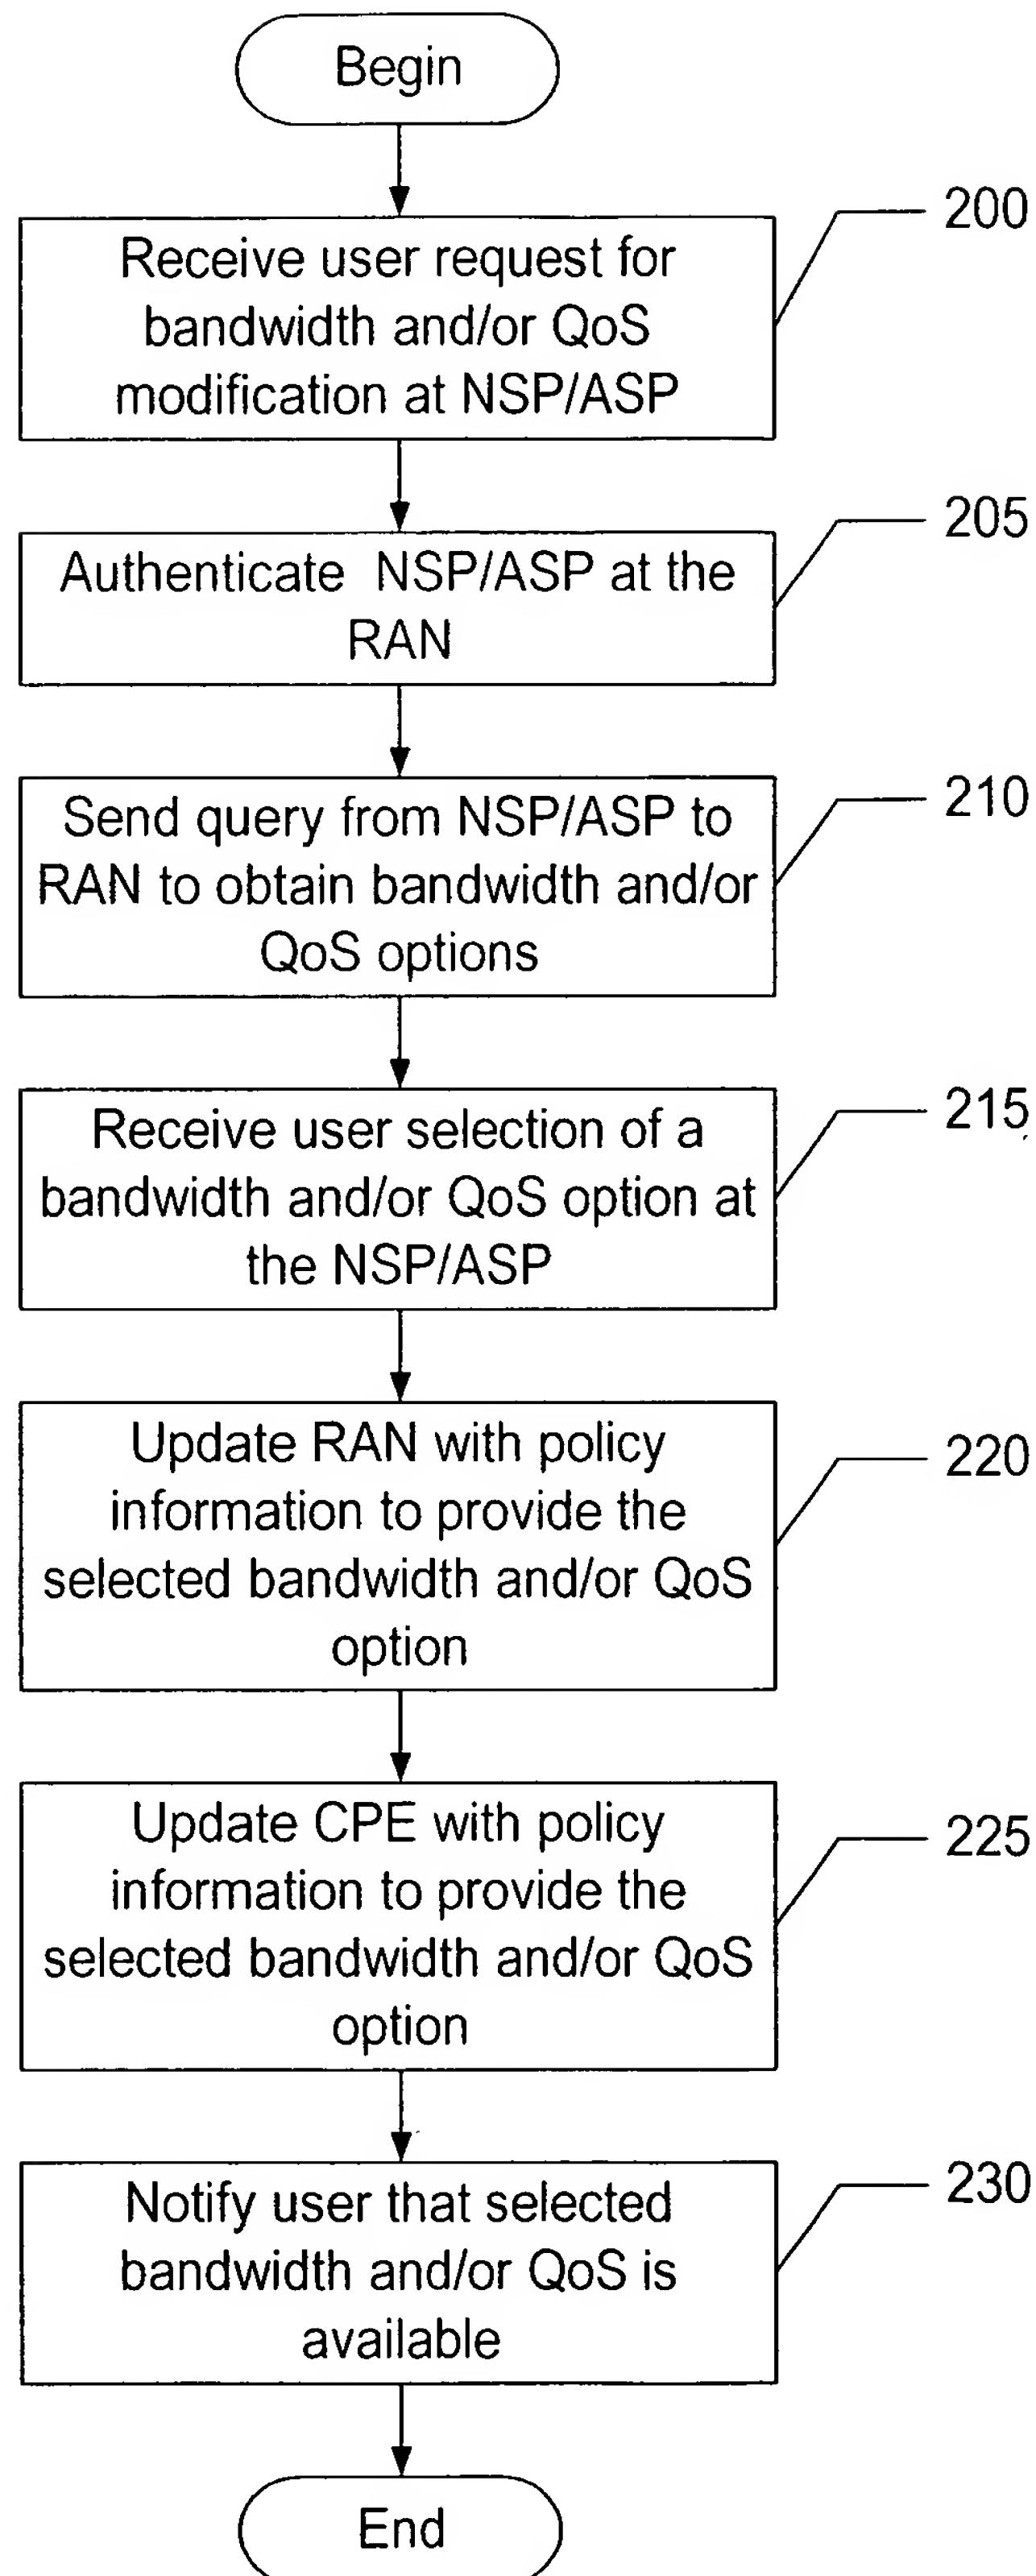 Begin
200
Receive user request for
bandwidth and/or QoS
modification at NSP/ASP
205
Authenticate NSP/ASP at the
RAN
210
Send query from NSP/ASP to
RAN to obtain bandwidth and/or
QoS options
215
Receive user selection of a
bandwidth and/or QoS option at
the NSP/ASP
220
Update RAN with policy
information to provide the
selected bandwidth and/or QoS
option
225
Update CPE with policy
information to provide the
selected bandwidth and/or QoS
option
230
Notify user that selected
bandwidth and/or QoS is
available
End